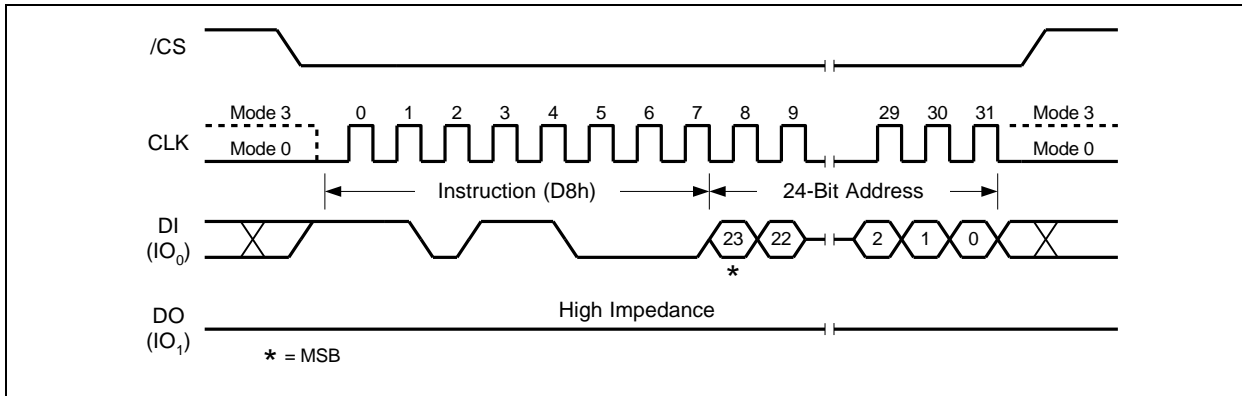 /CS
Mode 3 0 1 2 3 4 5 6 7 8 9 29 30 31 Mode 3
CLK
Mode 0 Mode 0
Instruction (D8h) 24-Bit Address
DI
(IO0)
23 22 2 1 0
*
High Impedance
DO
(IO1)
* = MSB